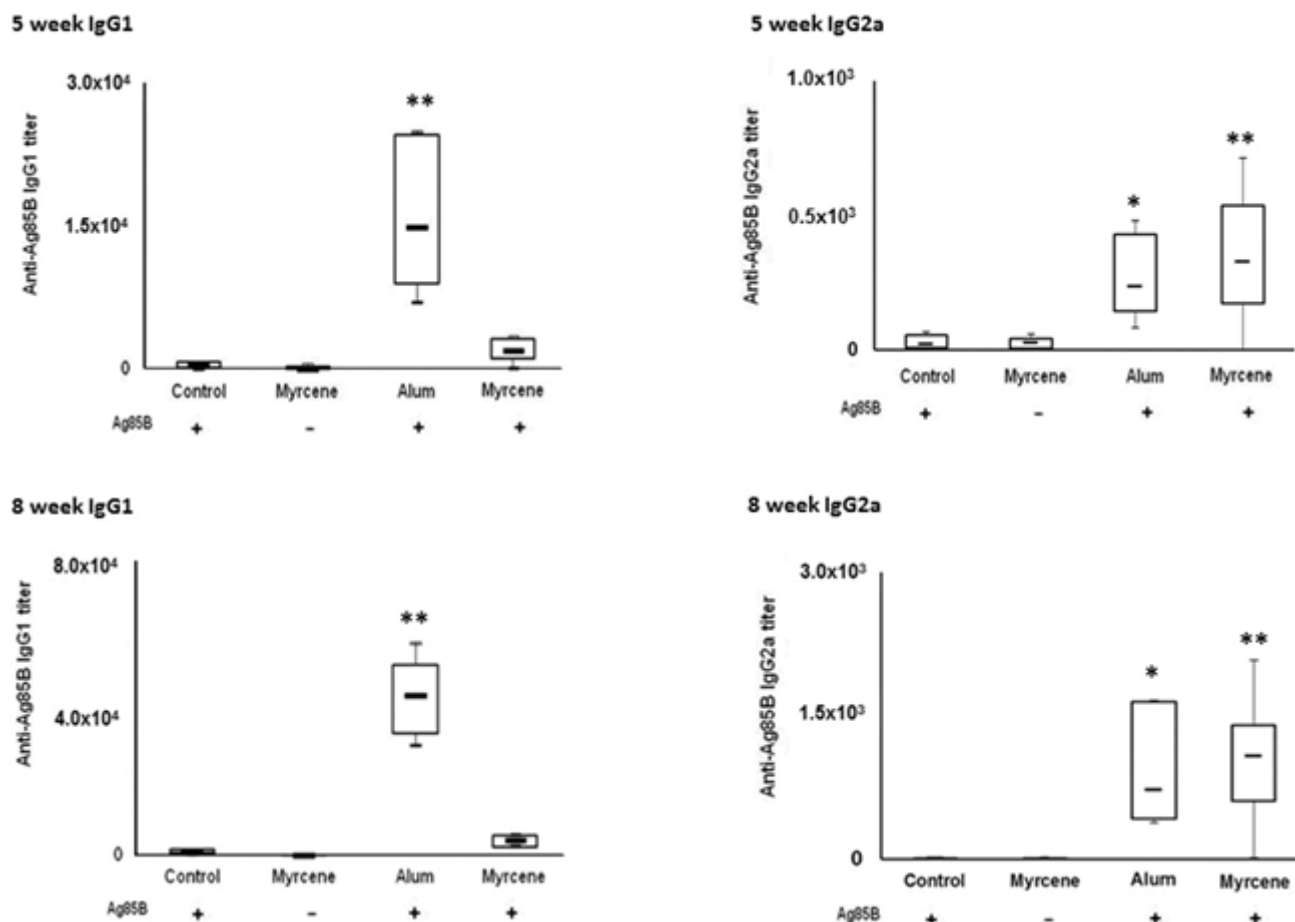 5 week IgG1
Anti-Ag85B IgG1 titer
3.0x10⁴
1.5x10⁴
0
**
Control Myrcene Alum Myrcene
Ag85B + – + +
5 week IgG2a
Anti-Ag85B IgG2a titer
1.0x10³
0.5x10³
0
* **
Control Myrcene Alum Myrcene
Ag85B + – + +
8 week IgG1
Anti-Ag85B IgG1 titer
8.0x10⁴
4.0x10⁴
0
**
Control Myrcene Alum Myrcene
Ag85B + – + +
8 week IgG2a
Anti-Ag85B IgG2a titer
3.0x10³
1.5x10³
0
* **
Control Myrcene Alum Myrcene
Ag85B + – + +